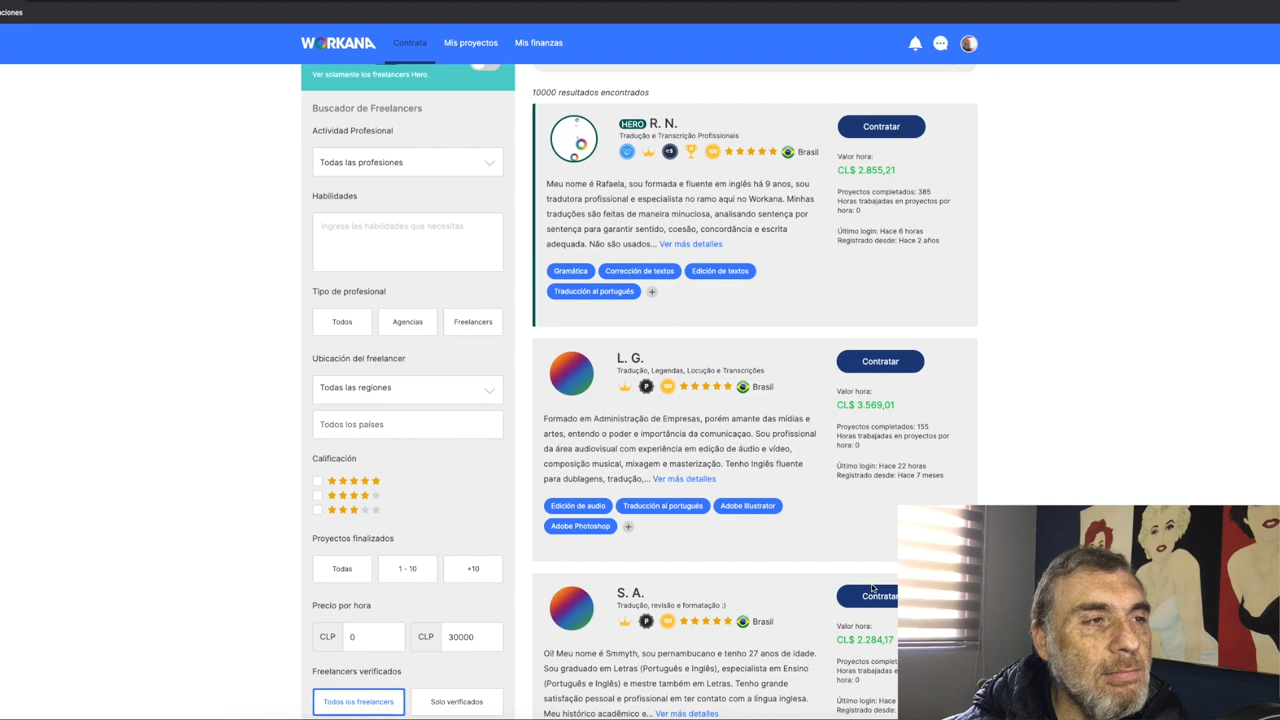 ciones
WORKANA
Contrata
Mis proyectos
Mis finanzas
Ver solamente los freelancers Hero.
Buscador de Freelancers
Actividad Profesional
Todas las profesiones
Habilidades
Ingresa las habilidades que necesitas
Tipo de profesional
Todos
Agencias
Freelancers
Ubicación del freelancer
Todas las regiones
Todos los países
Calificación
Proyectos finalizados
Todas
1 - 10
+10
Precio por hora
CLP
0
CLP
30000
Freelancers verificados
Todos los freelancers
Solo verificados
10000 resultados encontrados
HERO R. N.
Tradução e Transcrição Profissionais
Brasil
Meu nome é Rafaela, sou formada e fluente em inglês há 9 anos, sou
tradutora profissional e especialista no ramo aqui no Workana. Minhas
traduções são feitas de maneira minuciosa, analisando sentença por
sentença para garantir sentido, coesão, concordância e escrita
adequada. Não são usados... Ver más detalles
Gramática
Corrección de textos
Edición de textos
Traducción al portugués
+
Contratar
Valor hora:
CL$ 2.855,21
Proyectos completados: 385
Horas trabajadas en proyectos por
hora: 0
Último login: Hace 6 horas
Registrado desde: Hace 2 años
L. G.
Tradução, Legendas, Locução e Transcrições
P
100
Brasil
Formado em Administração de Empresas, porém amante das mídias e
artes, entendo o poder e importância da comunicaçao. Sou profissional
da área audiovisual com experiência em edição de áudio e vídeo,
composição musical, mixagem e masterização. Tenho Inglês fluente
para dublagens, tradução,... Ver más detalles
Edición de audio
Traducción al portugués
Adobe Illustrator
Adobe Photoshop
+
Contratar
Valor hora:
CL$ 3.569,01
Proyectos completados: 155
Horas trabajadas en proyectos por
hora: 0
Último login: Hace 22 horas
Registrado desde: Hace 7 meses
S. A.
Tradução, revisão e formatação :)
P
100
Brasil
Oi! Meu nome é Smmyth, sou pernambucano e tenho 27 anos de idade.
Sou graduado em Letras (Português e Inglês), especialista em Ensino
(Português e Inglês) e mestre também em Letras. Tenho grande
satisfação pessoal e profissional em ter contato com a língua inglesa.
Meu histórico acadêmico e... Ver más detalles
Contratar
Valor hora:
CL$ 2.284,17
Proyectos complet
Horas trabajadas
hora: 0
Último login: Hace
Registrado desde: